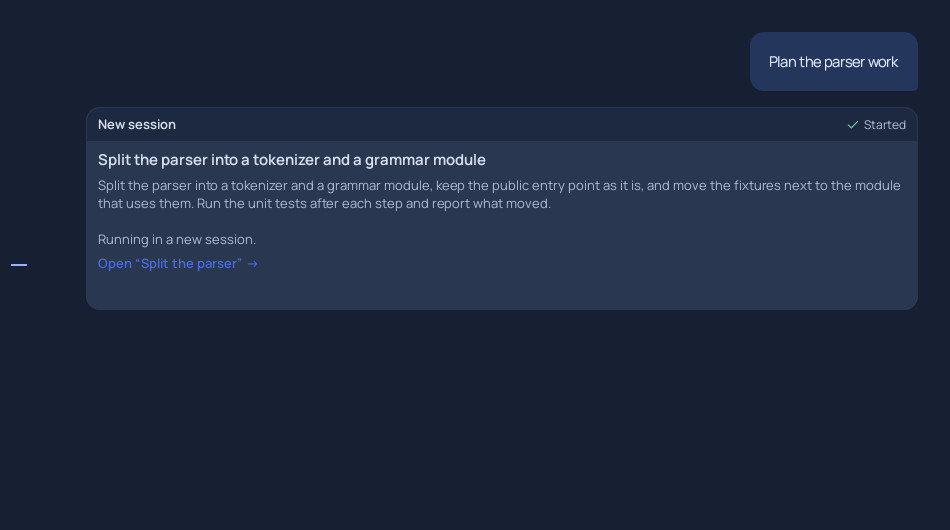 Plan the parser work
New session
Started
Split the parser into a tokenizer and a grammar module
Split the parser into a tokenizer and a grammar module, keep the public entry point as it is, and move the fixtures next to the module
that uses them. Run the unit tests after each step and report what moved.
Running in a new session.
Open “Split the parser” →